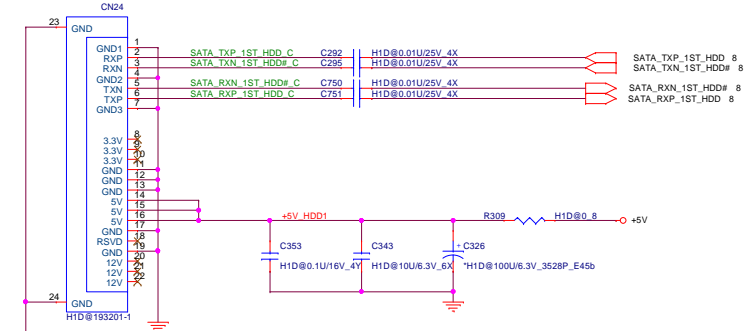 CN24
23 GND
GND1 1
RXP 2 SATA_TXP_1ST_HDD_C C292 H1D@0.01U/25V_4X SATA_TXP_1ST_HDD 8
RXN 3 SATA_TXN_1ST_HDD#_C C295 H1D@0.01U/25V_4X SATA_TXN_1ST_HDD# 8
GND2 4
TXN 5 SATA_RXN_1ST_HDD#_C C750 H1D@0.01U/25V_4X SATA_RXN_1ST_HDD# 8
TXP 6 SATA_RXP_1ST_HDD_C C751 H1D@0.01U/25V_4X SATA_RXP_1ST_HDD 8
GND3 7
3.3V 8
3.3V 9
3.3V 10
GND 11
GND 12
GND 13
5V 14
5V 15
5V 16 +5V_HDD1 R309 H1D@0_8 +5V
GND 17
RSVD 18
GND 19
12V 20
12V 21
12V 22
C353 C343 + C326
H1D@0.1U/16V_4Y H1D@10U/6.3V_6X *H1D@100U/6.3V_3528P_E45b
24 GND
H1D@193201-1